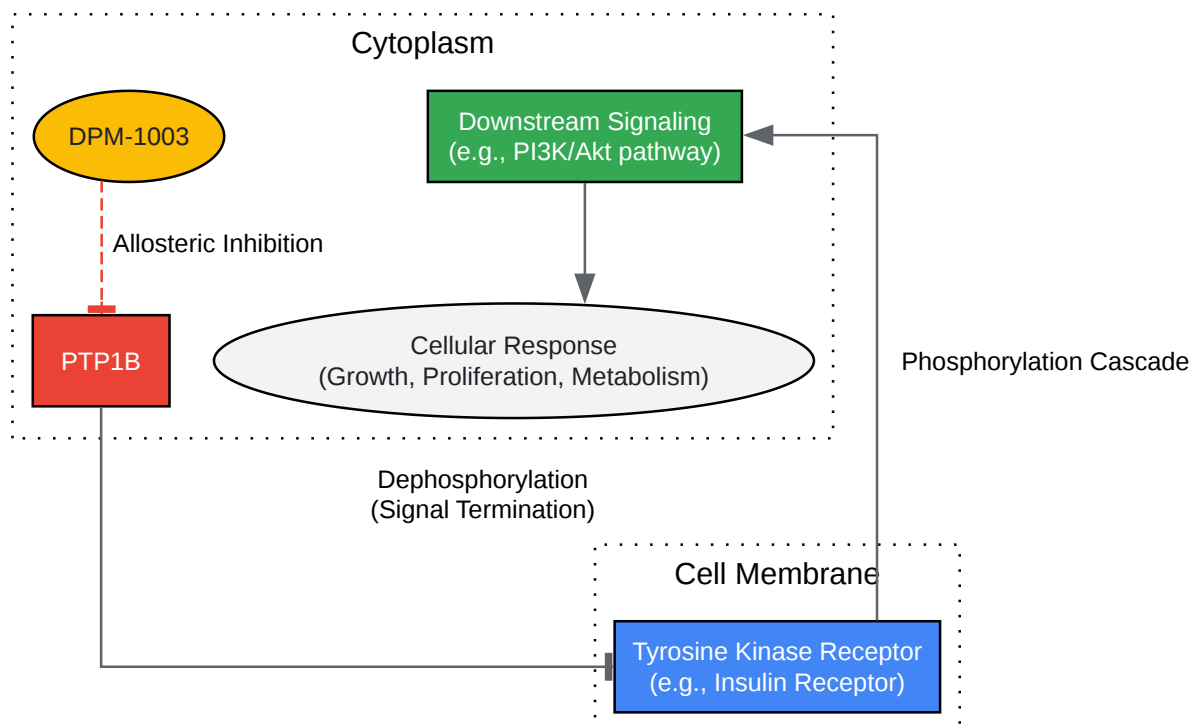 Cytoplasm
DPM-1003
Downstream Signaling
(e.g., PI3K/Akt pathway)
Allosteric Inhibition
PTP1B
Cellular Response
(Growth, Proliferation, Metabolism)
Phosphorylation Cascade
Dephosphorylation
(Signal Termination)
Cell Membrane
Tyrosine Kinase Receptor
(e.g., Insulin Receptor)